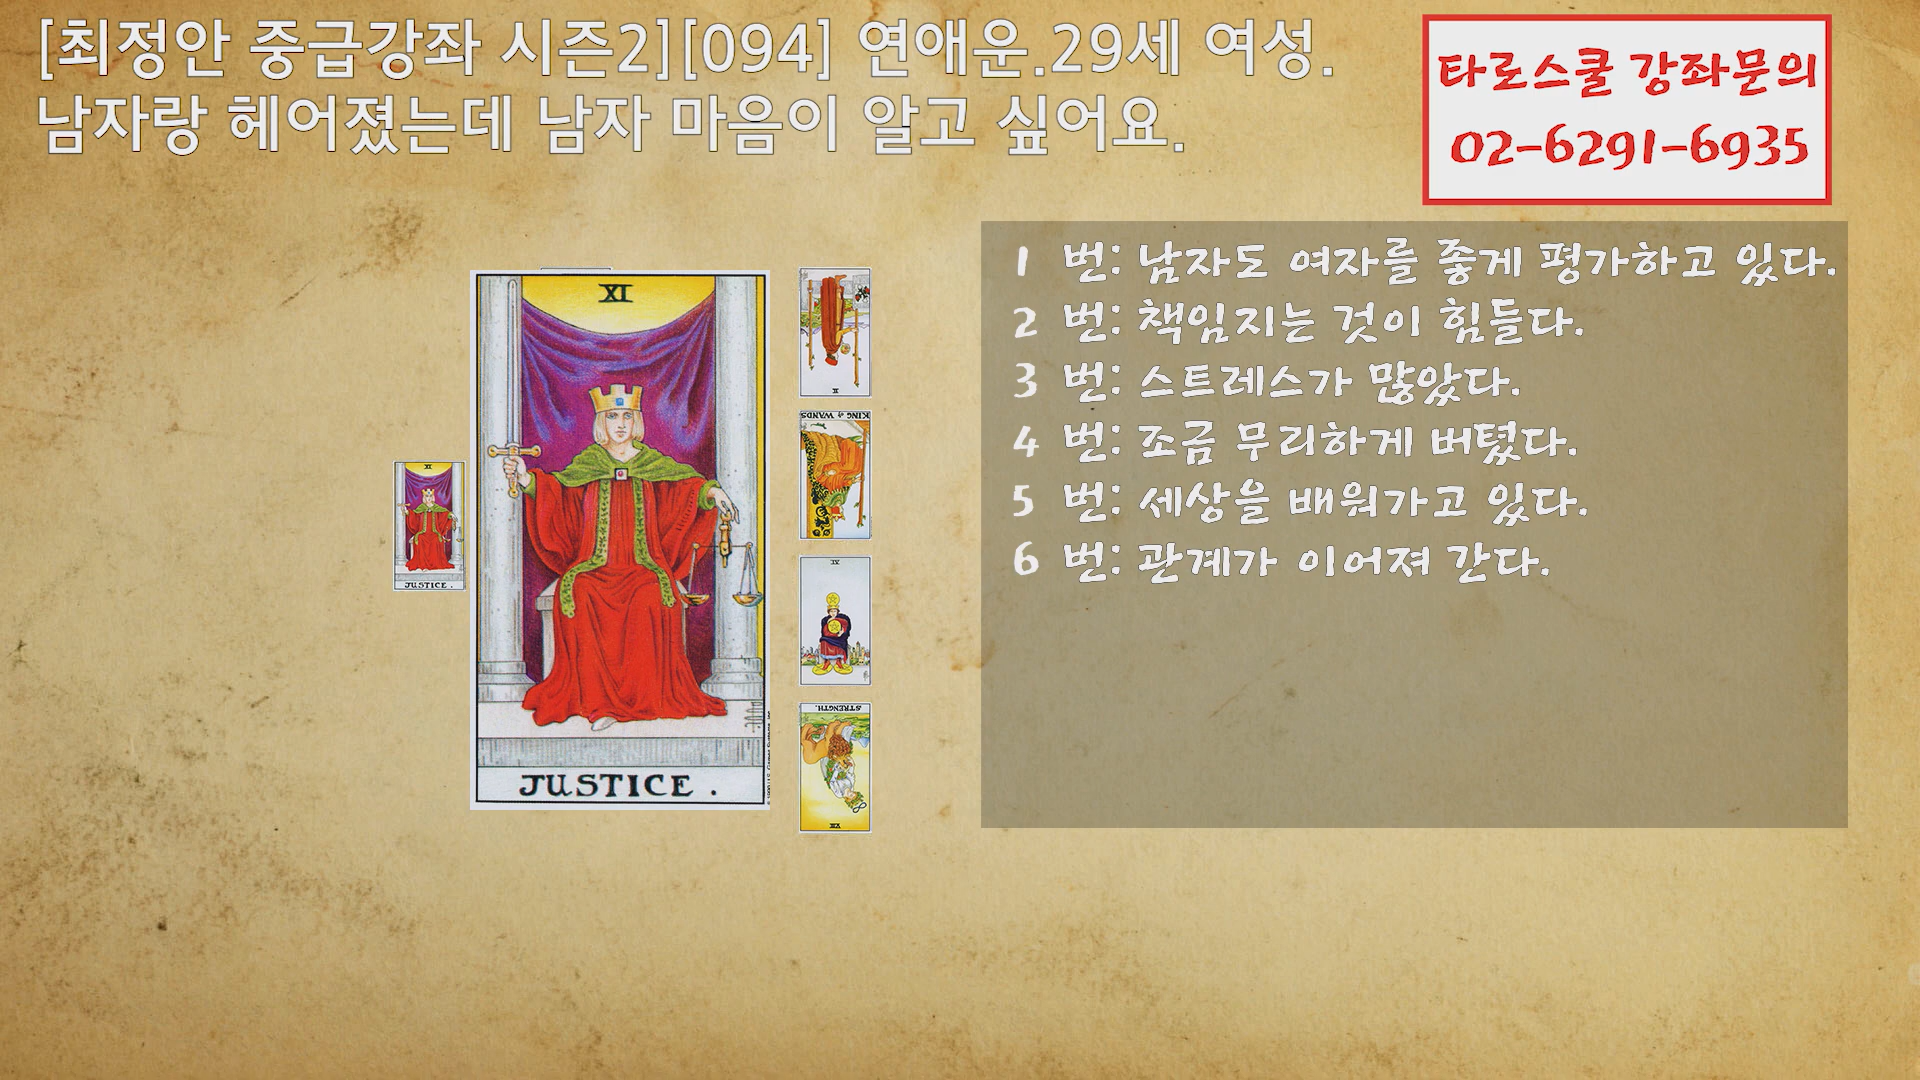 [최정안 중급강좌 시즌2][094] 연애운.29세 여성.
남자랑 헤어졌는데 남자 마음이 알고 싶어요.
타로스쿨 강좌문의
02-6291-6935
1 번: 남자도 여자를 좋게 평가하고 있다.
2 번: 책임지는 것이 힘들다.
3 번: 스트레스가 많았다.
4 번: 조금 무리하게 버텼다.
5 번: 세상을 배워가고 있다.
6 번: 관계가 이어져 간다.
XI
JUSTICE.
XI
JUSTICE.
II
KING of WANDS
IV
STRENGTH.